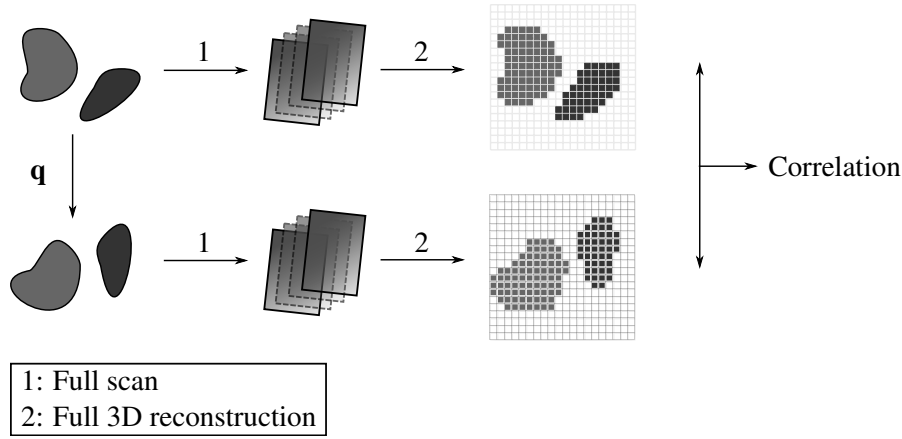 1
2
q
Correlation
1
2
1: Full scan
2: Full 3D reconstruction